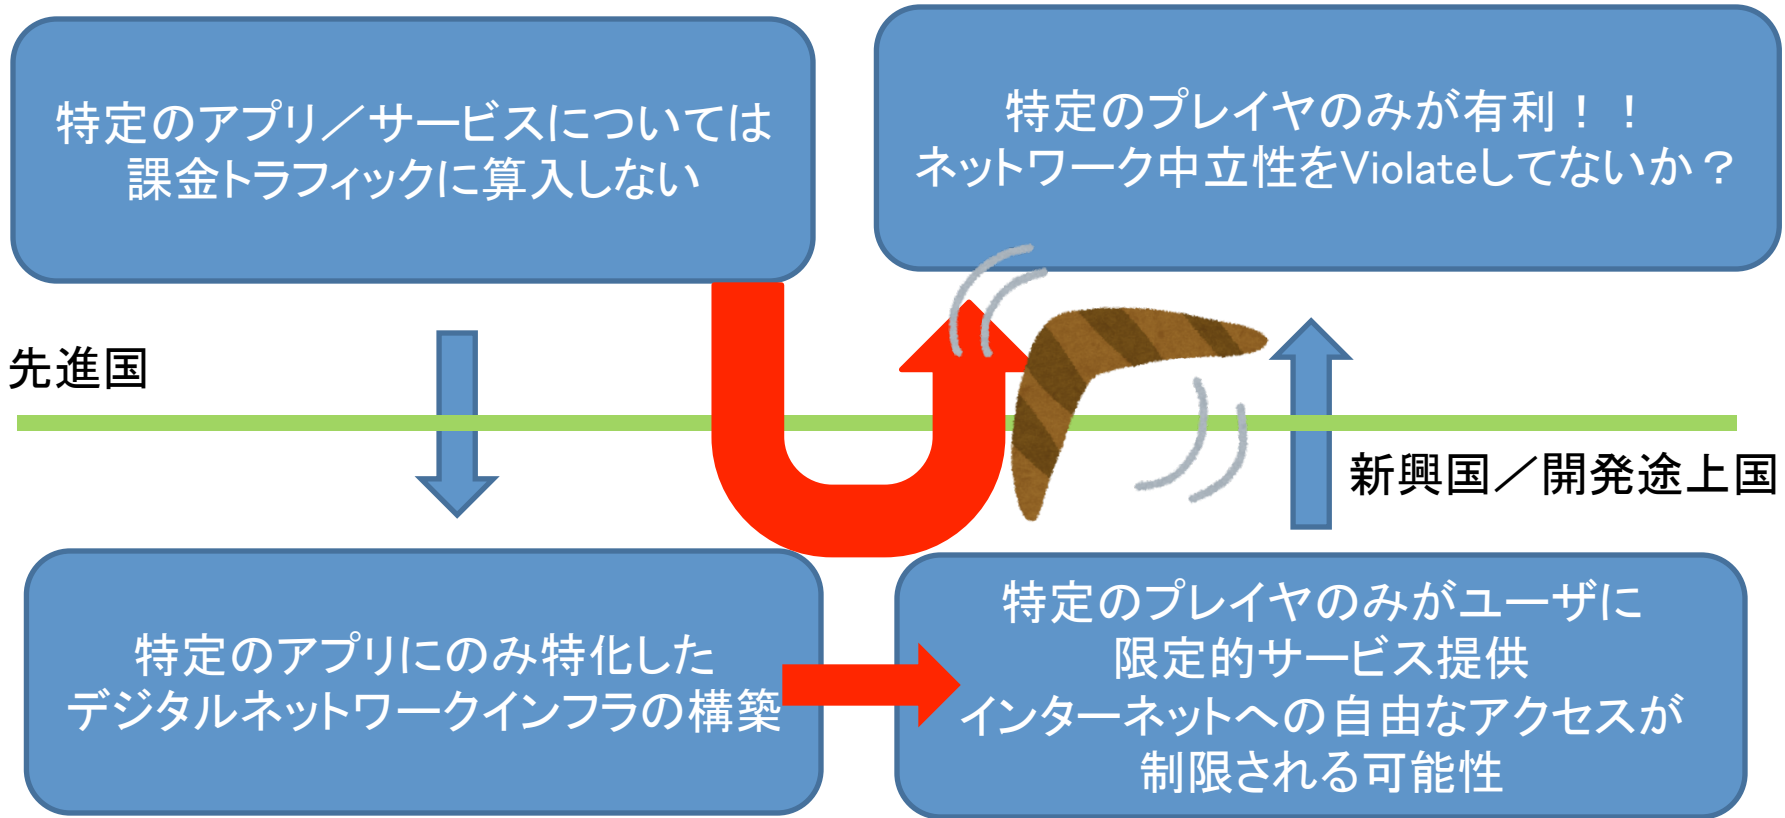 特定のアプリ／サービスについては
課金トラフィックに算入しない
特定のプレイヤのみが有利！！
ネットワーク中立性をViolateしてないか？
先進国
新興国／開発途上国
特定のアプリにのみ特化した
デジタルネットワークインフラの構築
特定のプレイヤのみがユーザに
限定的サービス提供
インターネットへの自由なアクセスが
制限される可能性